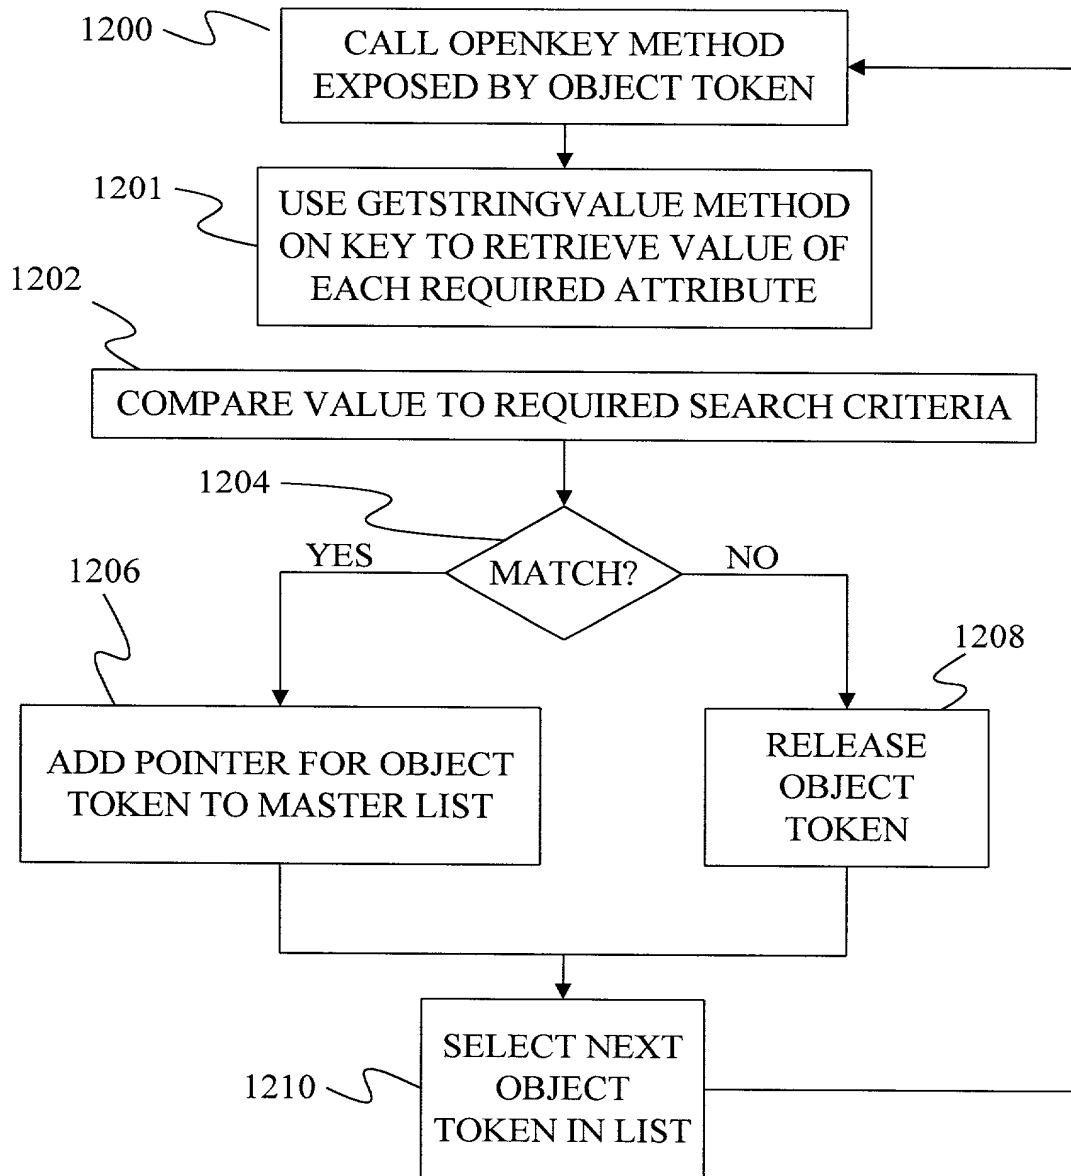 1200
CALL OPENKEY METHOD
EXPOSED BY OBJECT TOKEN
1201
USE GETSTRINGVALUE METHOD
ON KEY TO RETRIEVE VALUE OF
EACH REQUIRED ATTRIBUTE
1202
COMPARE VALUE TO REQUIRED SEARCH CRITERIA
1204
MATCH?
YES
NO
1206
ADD POINTER FOR OBJECT
TOKEN TO MASTER LIST
1208
RELEASE
OBJECT
TOKEN
1210
SELECT NEXT
OBJECT
TOKEN IN LIST